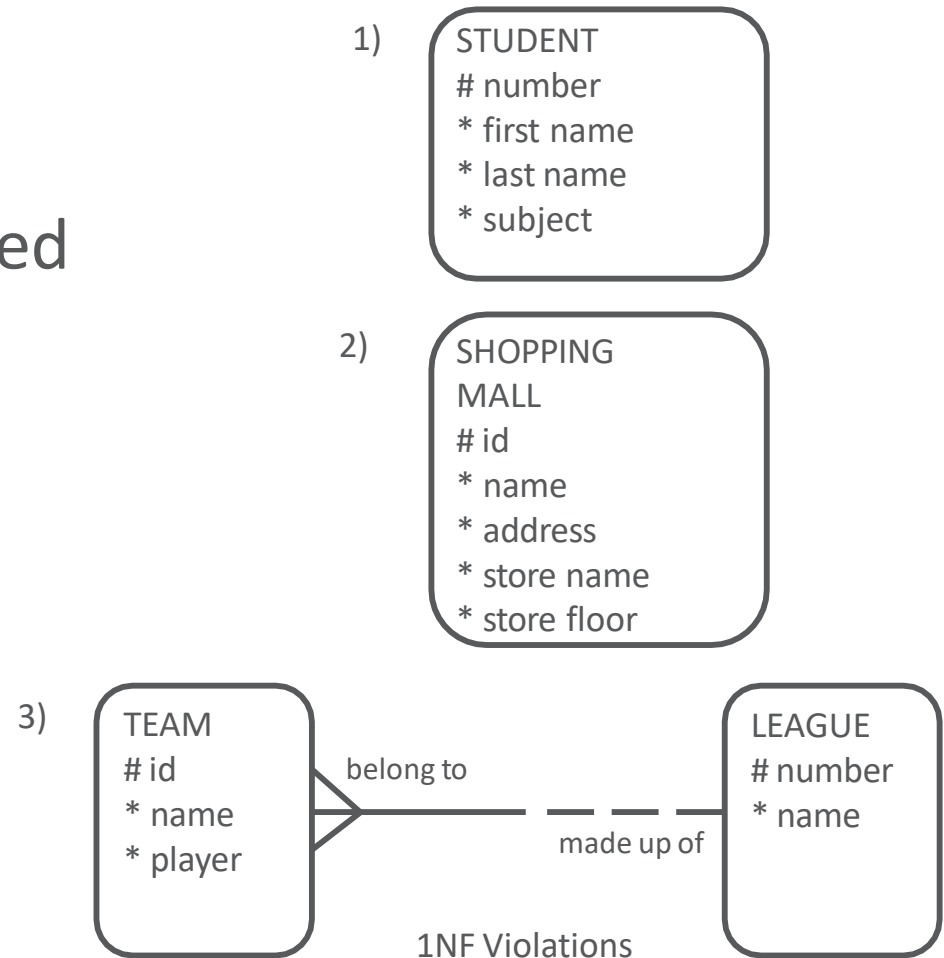 1)
STUDENT
# number
* first name
* last name
* subject
ed
2)
SHOPPING
MALL
# id
* name
* address
* store name
* store floor
3)
TEAM
# id
* name
* player
belong to
made up of
LEAGUE
# number
* name
1NF Violations